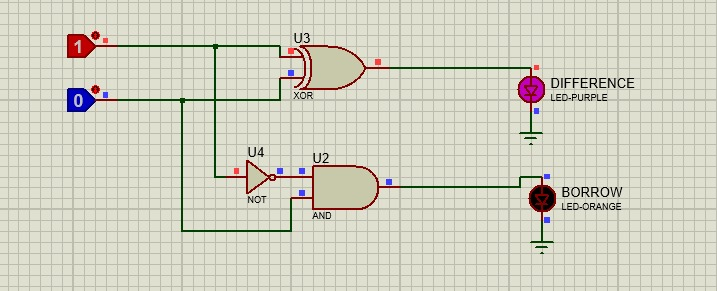 1
U3
XOR
DIFFERENCE
LED-PURPLE
0
U4
NOT
U2
AND
BORROW
LED-ORANGE